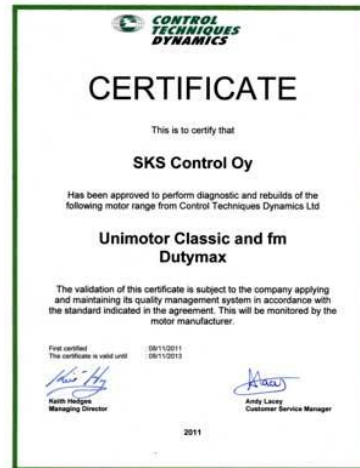 CONTROL
TECHNIQUES
DYNAMICS
CERTIFICATE
This is to certify that
SKS Control Oy
Has been approved to perform diagnostic and rebuilds of the
following motor range from Control Techniques Dynamics Ltd
Unimotor Classic and fm
Dutymax
The validation of this certificate is subject to the company applying
and maintaining its quality management system in accordance with
the standard indicated in the agreement. This will be monitored by the
motor manufacturer.
First certified : 08/11/2011
The certificate is valid until : 08/11/2013
Keith Hedges
Managing Director
Andy Lacey
Customer Service Manager
2011